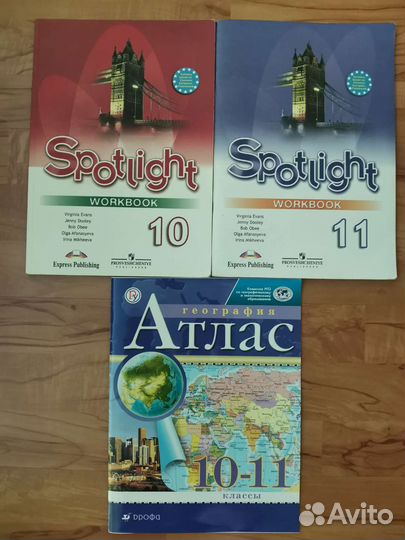 Spotlight
WORKBOOK
Virginia Evans
Jenny Dooley
Bob Obee
Olga Afanasyeva
Irina Mikheeva
10
Express Publishing
PROSVESHCHENIYE
PUBLISHERS
Spotlight
WORKBOOK
Virginia Evans
Jenny Dooley
Bob Obee
Olga Afanasyeva
Irina Mikheeva
11
Express Publishing
PROSVESHCHENIYE
PUBLISHERS
география
Атлас
10-11
классы
дрофа
Avito